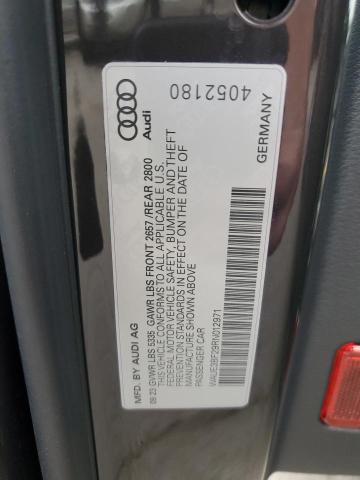 Audi
4052180
GERMANY
MFD. BY AUDI AG
09.23 GVWR LBS 5335 GAWR LBS FRONT 2657 /REAR 2800
THIS VEHICLE CONFORMS TO ALL APPLICABLE U.S.
FEDERAL MOTOR VEHICLE SAFETY, BUMPER AND THEFT
PREVENTION STANDARDS IN EFFECT ON THE DATE OF
MANUFACTURE SHOWN ABOVE
PASSENGER CAR
WAUE3BF29RN012971